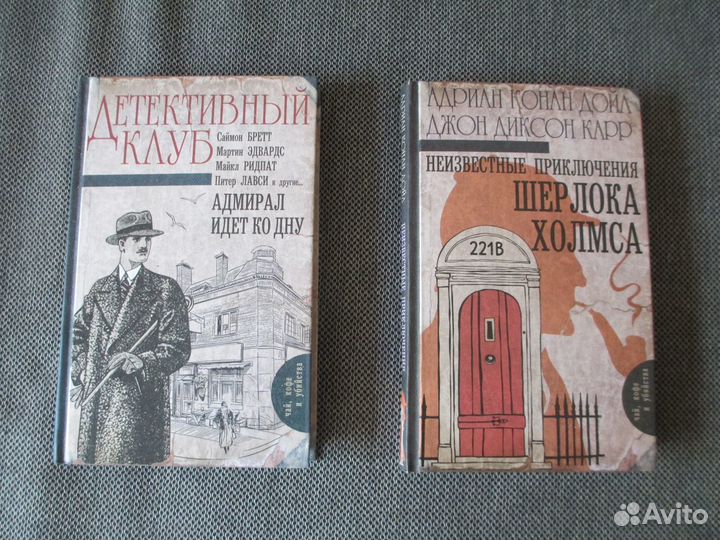 ДЕТЕКТИВНЫЙ
КЛУБ
Саймон БРЕТТ
Мартин ЭДВАРДС
Майкл РИДПАТ
Питер ЛАВСИ и другие...
АДМИРАЛ
ИДЕТ КО ДНУ
чай, кофе
и убийства
АДРИАН КОНАН ДОЙЛ
ДЖОН ДИКСОН КАРР
НЕИЗВЕСТНЫЕ ПРИКЛЮЧЕНИЯ
ШЕРЛОКА
ХОЛМСА
221B
чай, кофе
и убийства
Avito